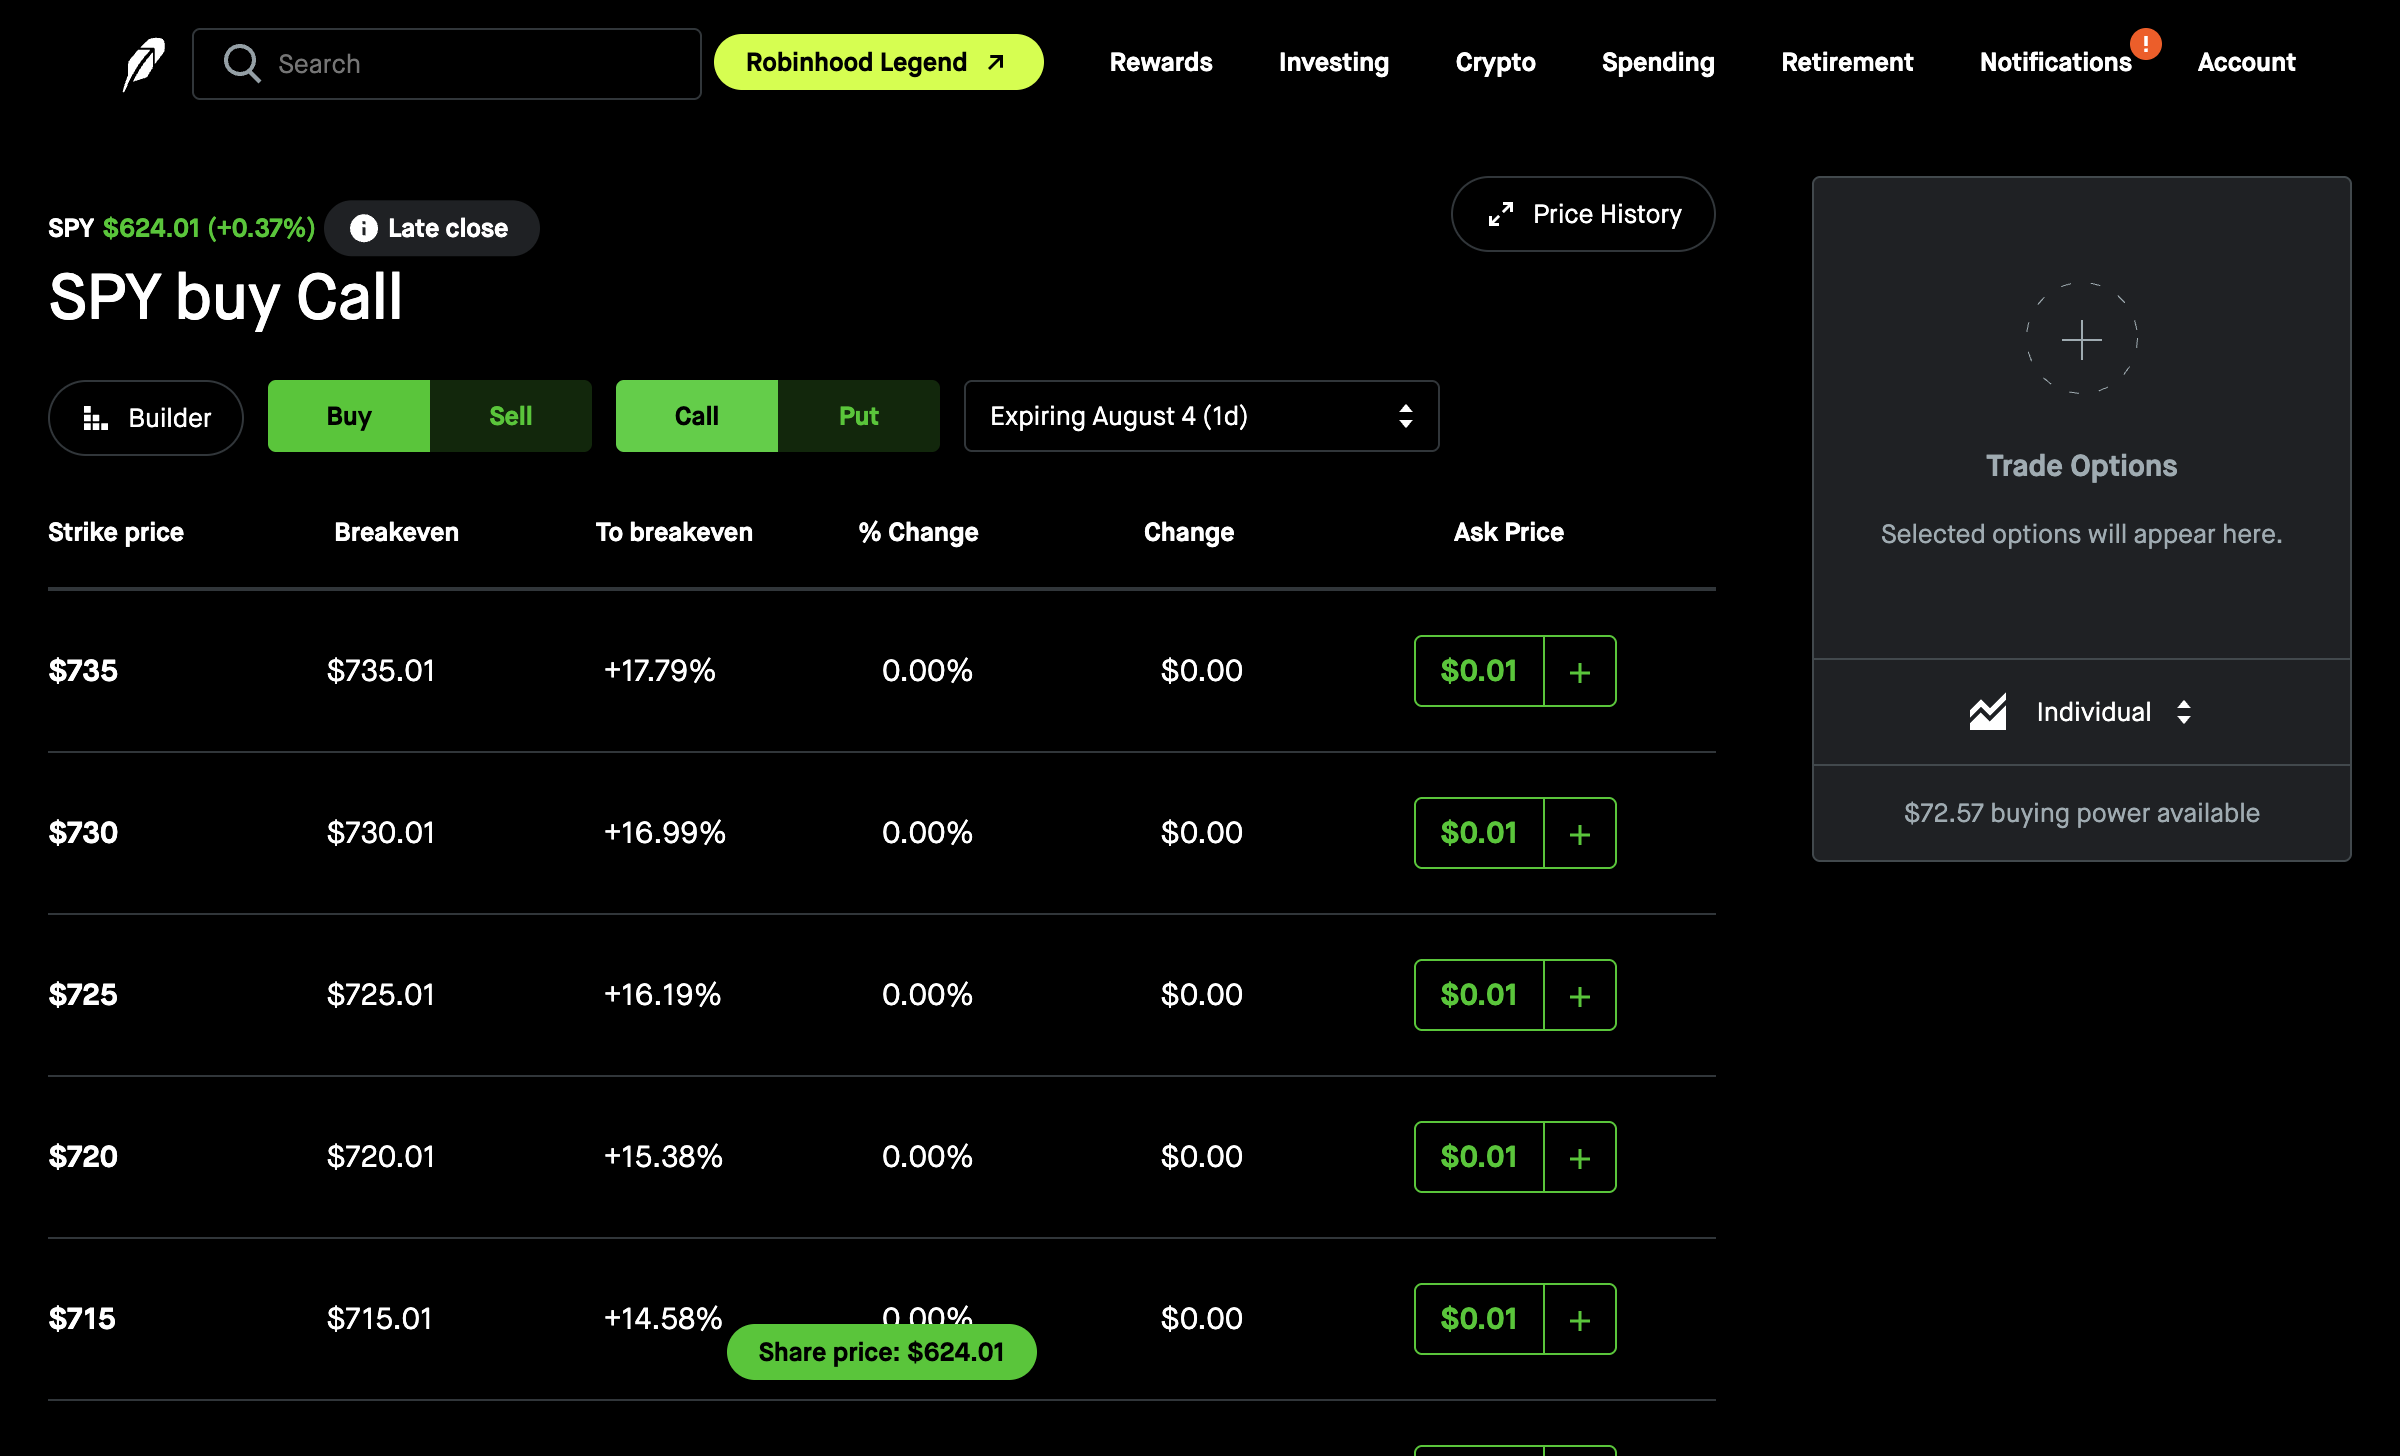 Search
Robinhood Legend
Rewards
Investing
Crypto
Spending
Retirement
Notifications
!
Account
SPY $624.01 (+0.37%)
Late close
Price History
SPY buy Call
Builder
Buy
Sell
Call
Put
Expiring August 4 (1d)
Strike price Breakeven To breakeven % Change Change Ask Price
$735 $735.01 +17.79% 0.00% $0.00 $0.01 +
$730 $730.01 +16.99% 0.00% $0.00 $0.01 +
$725 $725.01 +16.19% 0.00% $0.00 $0.01 +
$720 $720.01 +15.38% 0.00% $0.00 $0.01 +
$715 $715.01 +14.58% 0.00% $0.00 $0.01 +
Share price: $624.01
Trade Options
Selected options will appear here.
Individual
$72.57 buying power available